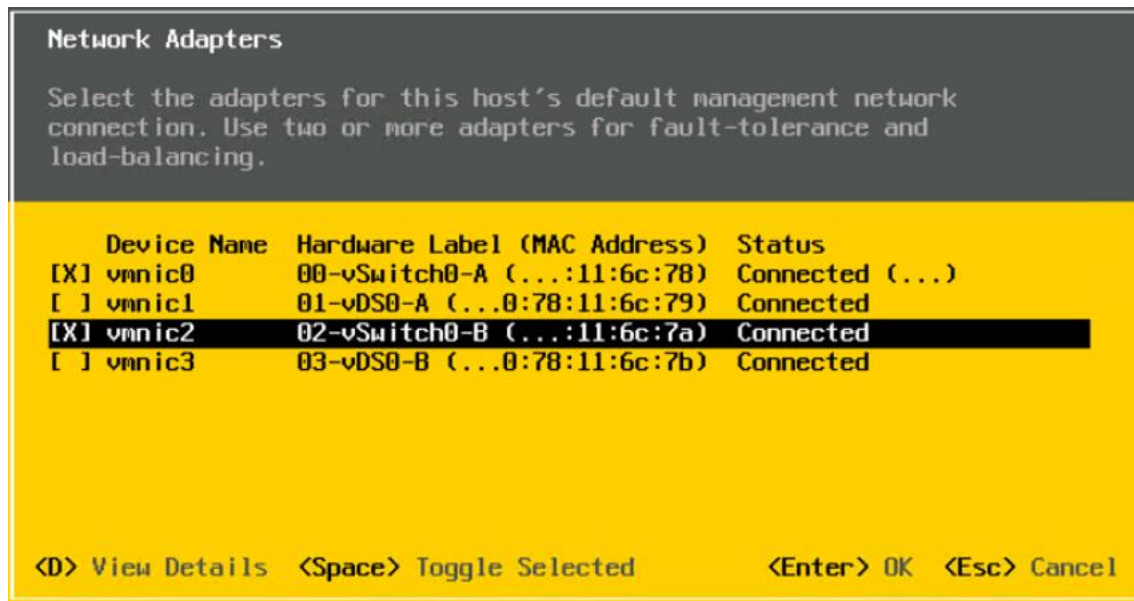 Network Adapters
Select the adapters for this host's default management network
connection. Use two or more adapters for fault-tolerance and
load-balancing.
Device Name Hardware Label (MAC Address) Status
[X] vmnic0 00-vSwitch0-A (...:11:6c:78) Connected (...)
[ ] vmnic1 01-vDS0-A (...0:78:11:6c:79) Connected
[X] vmnic2 02-vSwitch0-B (...:11:6c:7a) Connected
[ ] vmnic3 03-vDS0-B (...0:78:11:6c:7b) Connected
<D> View Details <Space> Toggle Selected <Enter> OK <Esc> Cancel